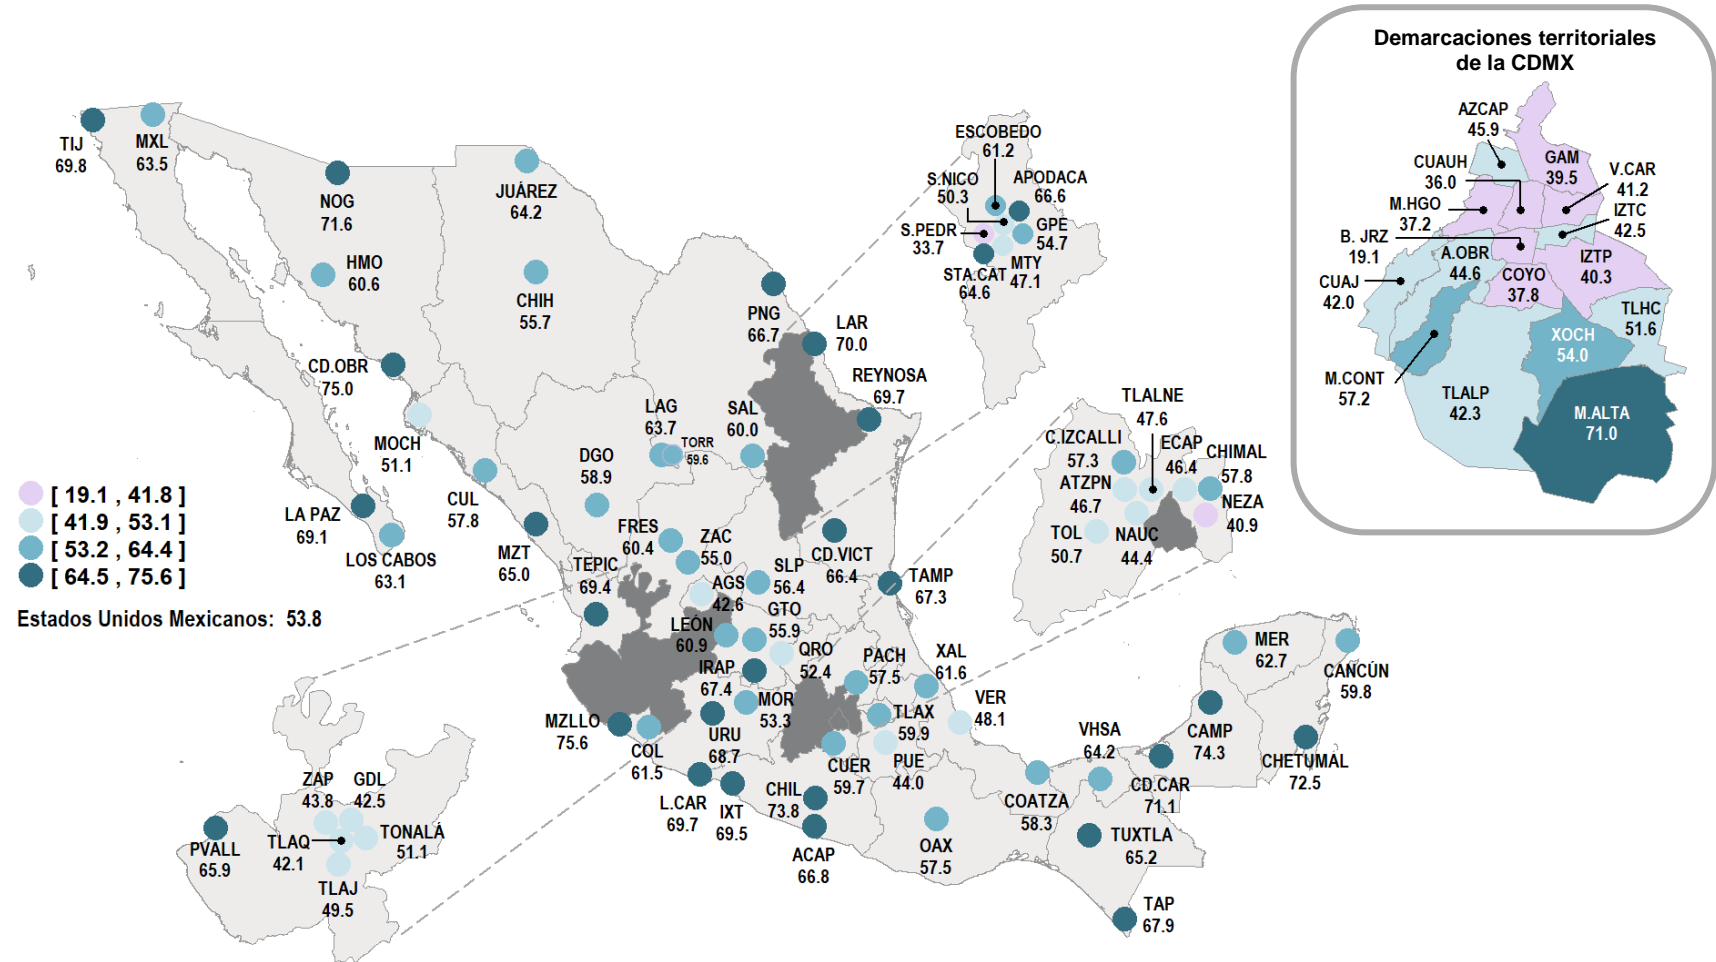 Demarcaciones territoriales
de la CDMX
AZCAP
45.9
CUAUH
36.0
GAM
39.5
V.CAR
41.2
M.HGO
37.2
IZTC
42.5
B. JRZ
19.1
A.OBR
44.6
IZTP
40.3
COYO
37.8
CUAJ
42.0
TLHC
51.6
XOCH
54.0
M.CONT
57.2
TLALP
42.3
M.ALTA
71.0
TIJ
69.8
MXL
63.5
NOG
71.6
JUÁREZ
64.2
HMO
60.6
CHIH
55.7
ESCOBEDO
61.2
S.NICO
50.3
APODACA
66.6
S.PEDR
33.7
GPE
54.7
STA.CAT
64.6
MTY
47.1
PNG
66.7
LAR
70.0
REYNOSA
69.7
CD.OBR
75.0
MOCH
51.1
LAG
63.7
TORR
59.6
SAL
60.0
DGO
58.9
CUL
57.8
LA PAZ
69.1
LOS CABOS
63.1
MZT
65.0
FRES
60.4
ZAC
55.0
CD.VICT
66.4
TLALNE
47.6
C.IZCALLI
57.3
ECAP
46.4
CHIMAL
57.8
ATZPN
46.7
NEZA
40.9
TOL
50.7
NAUC
44.4
[ 19.1 , 41.8 ]
[ 41.9 , 53.1 ]
[ 53.2 , 64.4 ]
[ 64.5 , 75.6 ]
Estados Unidos Mexicanos: 53.8
TEPIC
69.4
AGS
42.6
SLP
56.4
TAMP
67.3
LEÓN
60.9
GTO
55.9
QRO
52.4
PACH
57.5
XAL
61.6
IRAP
67.4
MOR
53.3
VER
48.1
MER
62.7
CANCÚN
59.8
MZLLO
75.6
COL
61.5
URU
68.7
TLAX
59.9
CUER
59.7
PUE
44.0
VHSA
64.2
CAMP
74.3
CHETUMAL
72.5
L.CAR
69.7
IXT
69.5
CHIL
73.8
ACAP
66.8
OAX
57.5
COATZA
58.3
CD.CAR
71.1
TUXTLA
65.2
TAP
67.9
ZAP
43.8
GDL
42.5
TONALÁ
51.1
PVALL
65.9
TLAQ
42.1
TLAJ
49.5